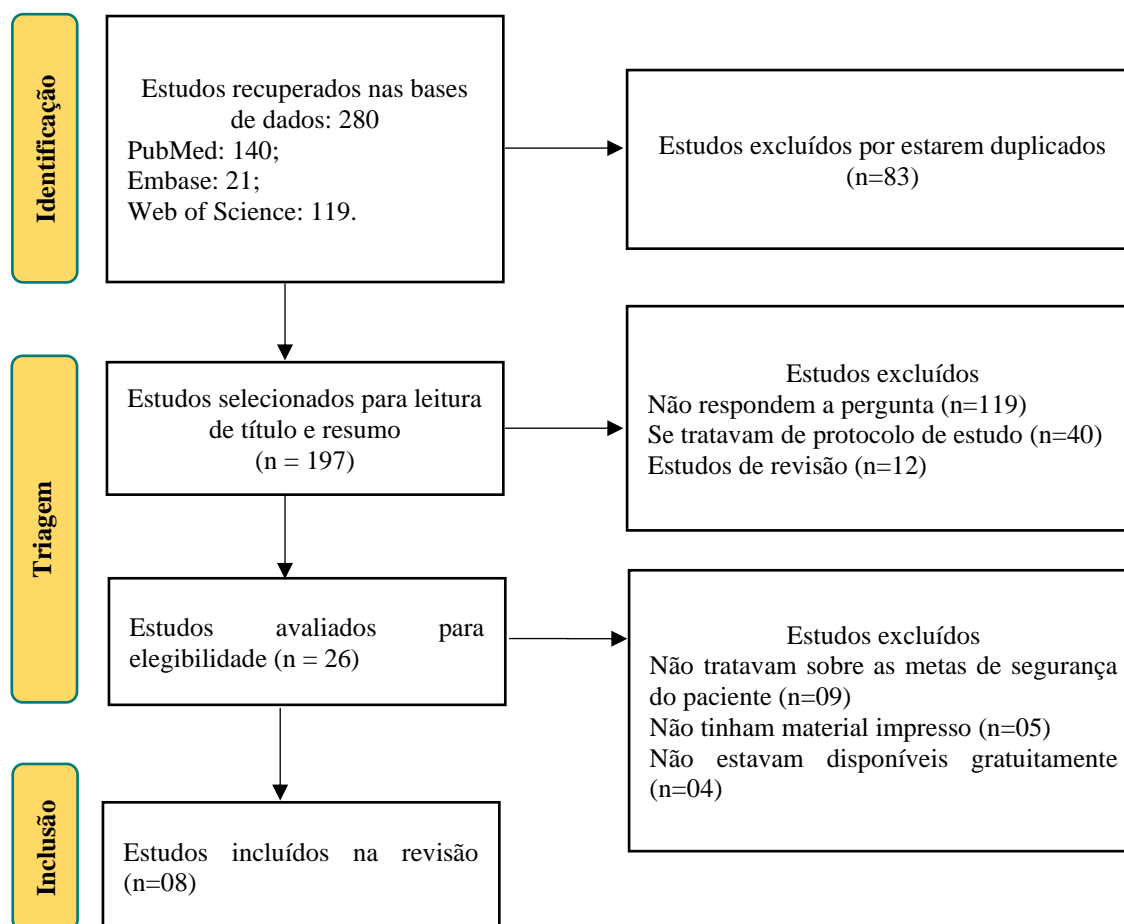 Identificação
Estudos recuperados nas bases
de dados: 280
PubMed: 140;
Embase: 21;
Web of Science: 119.
Estudos excluídos por estarem duplicados
(n=83)
Triagem
Estudos selecionados para leitura
de título e resumo
(n = 197)
Estudos excluídos
Não respondem a pergunta (n=119)
Se tratavam de protocolo de estudo (n=40)
Estudos de revisão (n=12)
Estudos avaliados para
elegibilidade (n = 26)
Estudos excluídos
Não tratavam sobre as metas de segurança
do paciente (n=09)
Não tinham material impresso (n=05)
Não estavam disponíveis gratuitamente
(n=04)
Inclusão
Estudos incluídos na revisão
(n=08)